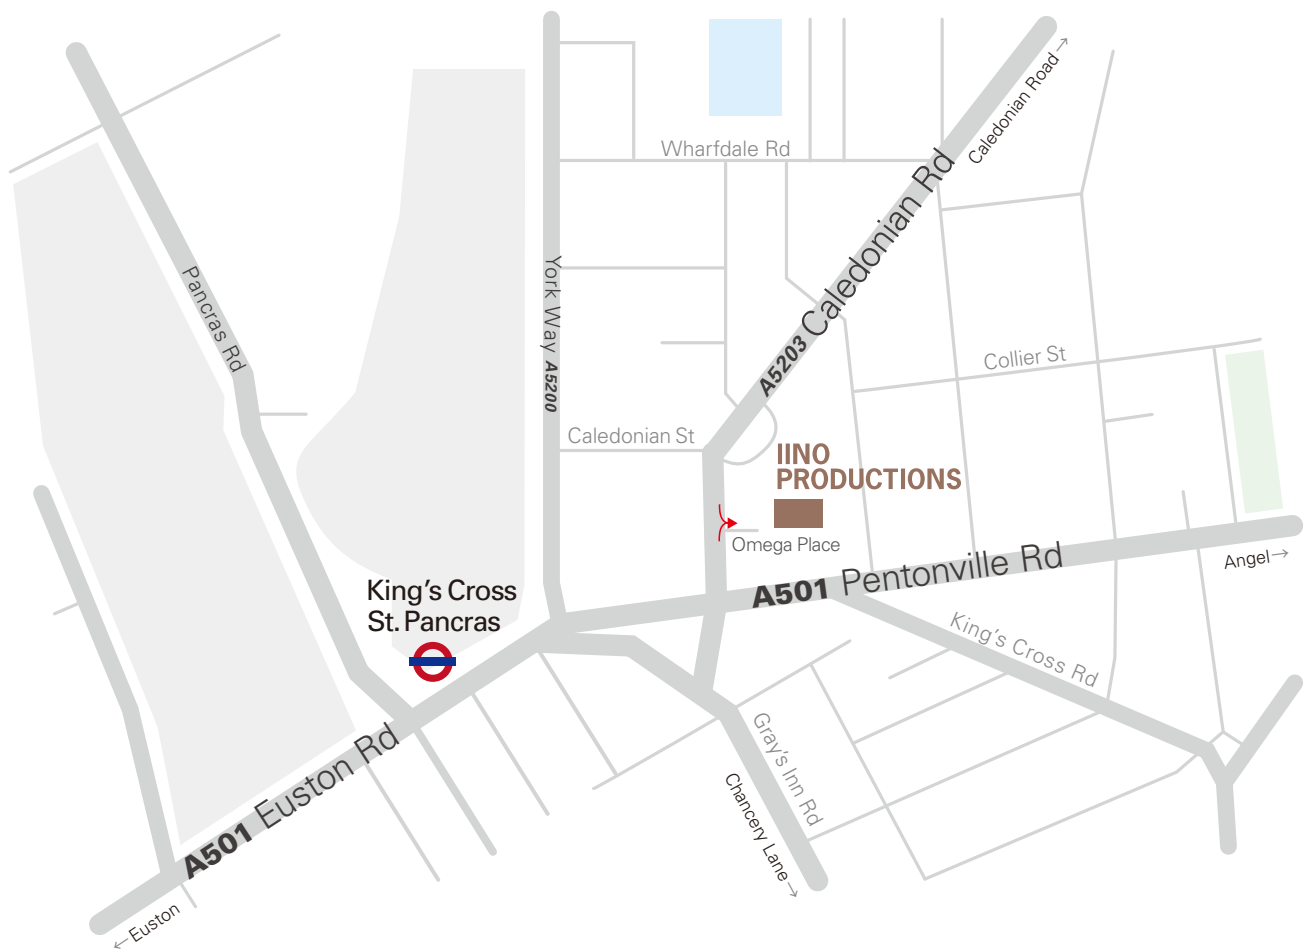 Caledonian Road →
Wharfdale Rd
A5203 Caledonian Rd
Pancras Rd
York Way A5200
Collier St
Caledonian St
IINO
PRODUCTIONS
Omega Place
Angel →
A501 Pentonville Rd
King's Cross
St. Pancras
King's Cross Rd
Gray's Inn Rd
Chancery Lane →
A501 Euston Rd
← Euston